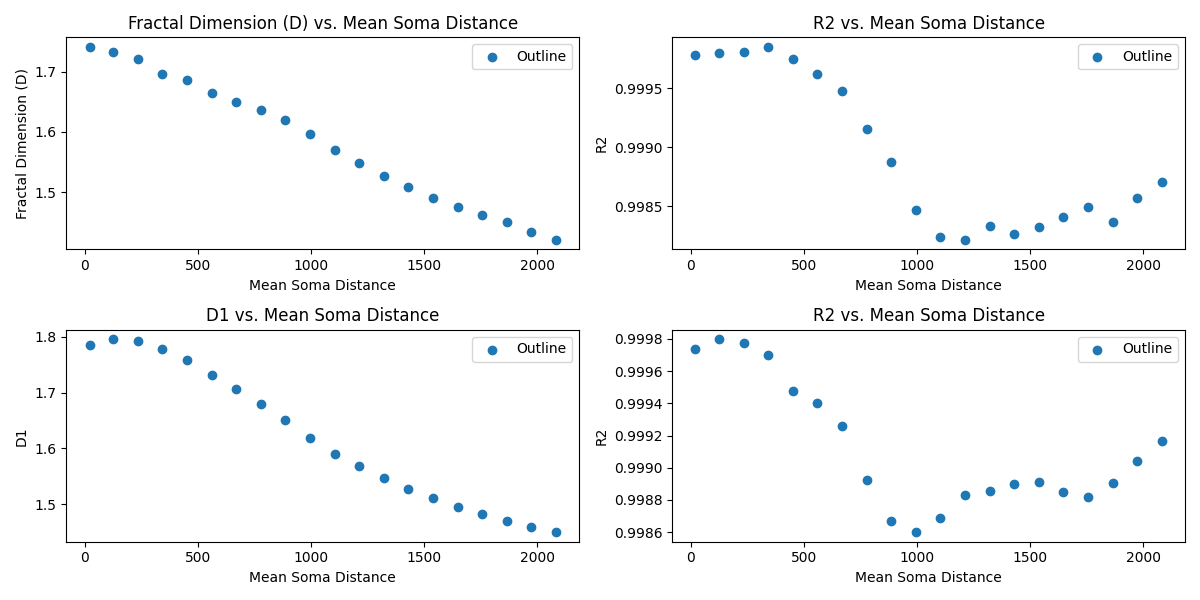 Fractal Dimension (D) vs. Mean Soma Distance
Fractal Dimension (D)
1.7
1.6
1.5
Outline
0 500 1000 1500 2000
Mean Soma Distance
R2 vs. Mean Soma Distance
R2
0.9995
0.9990
0.9985
Outline
0 500 1000 1500 2000
Mean Soma Distance
D1 vs. Mean Soma Distance
D1
1.8
1.7
1.6
1.5
Outline
0 500 1000 1500 2000
Mean Soma Distance
R2 vs. Mean Soma Distance
R2
0.9998
0.9996
0.9994
0.9992
0.9990
0.9988
0.9986
Outline
0 500 1000 1500 2000
Mean Soma Distance